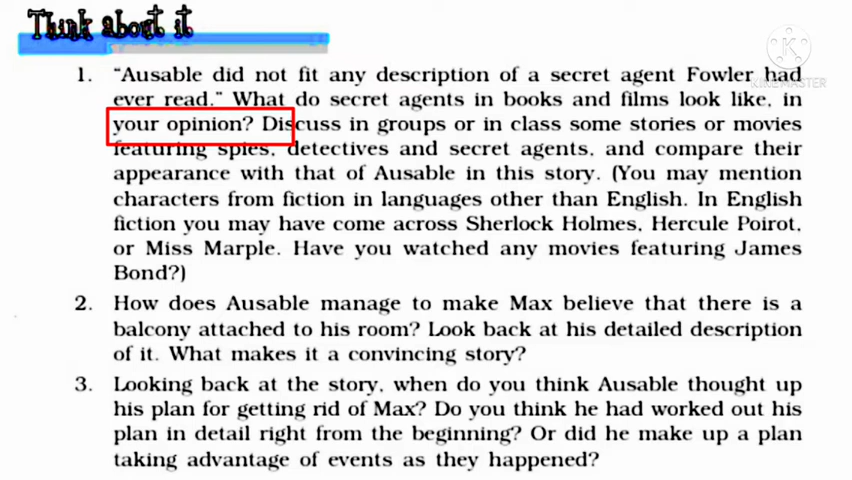 Think about it
KINEMASTER
1. “Ausable did not fit any description of a secret agent Fowler had
ever read.” What do secret agents in books and films look like, in
your opinion? Discuss in groups or in class some stories or movies
featuring spies, detectives and secret agents, and compare their
appearance with that of Ausable in this story. (You may mention
characters from fiction in languages other than English. In English
fiction you may have come across Sherlock Holmes, Hercule Poirot,
or Miss Marple. Have you watched any movies featuring James
Bond?)
2. How does Ausable manage to make Max believe that there is a
balcony attached to his room? Look back at his detailed description
of it. What makes it a convincing story?
3. Looking back at the story, when do you think Ausable thought up
his plan for getting rid of Max? Do you think he had worked out his
plan in detail right from the beginning? Or did he make up a plan
taking advantage of events as they happened?